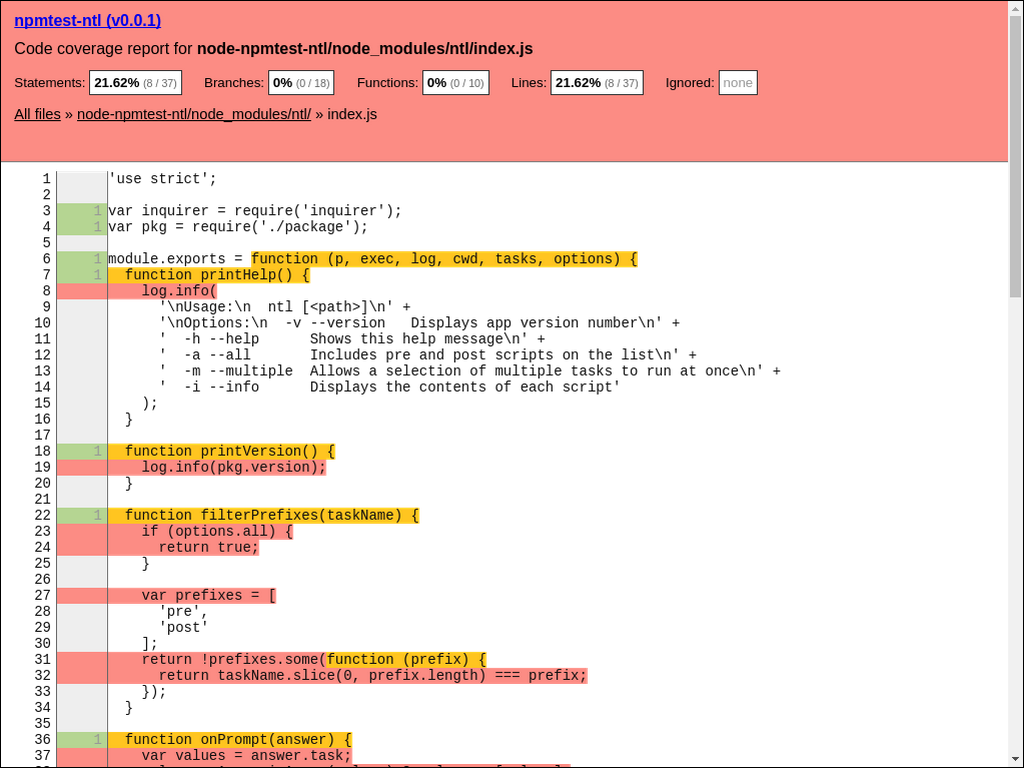 npmtest-ntl (v0.0.1)
Code coverage report for node-npmtest-ntl/node_modules/ntl/index.js
Statements: 21.62% (8 / 37) Branches: 0% (0 / 18) Functions: 0% (0 / 10) Lines: 21.62% (8 / 37) Ignored: none
All files » node-npmtest-ntl/node_modules/ntl/ » index.js
1 'use strict';
2
3 1 var inquirer = require('inquirer');
4 1 var pkg = require('./package');
5
6 1 module.exports = function (p, exec, log, cwd, tasks, options) {
7 1   function printHelp() {
8     log.info(
9       '\nUsage:\n  ntl [<path>]\n' +
10       '\nOptions:\n  -v --version   Displays app version number\n' +
11       '  -h --help      Shows this help message\n' +
12       '  -a --all       Includes pre and post scripts on the list\n' +
13       '  -m --multiple  Allows a selection of multiple tasks to run at once\n' +
14       '  -i --info      Displays the contents of each script'
15     );
16   }
17
18 1   function printVersion() {
19     log.info(pkg.version);
20   }
21
22 1   function filterPrefixes(taskName) {
23     if (options.all) {
24       return true;
25     }
26
27     var prefixes = [
28       'pre',
29       'post'
30     ];
31     return !prefixes.some(function (prefix) {
32       return taskName.slice(0, prefix.length) === prefix;
33     });
34   }
35
36 1   function onPrompt(answer) {
37     var values = answer.task;